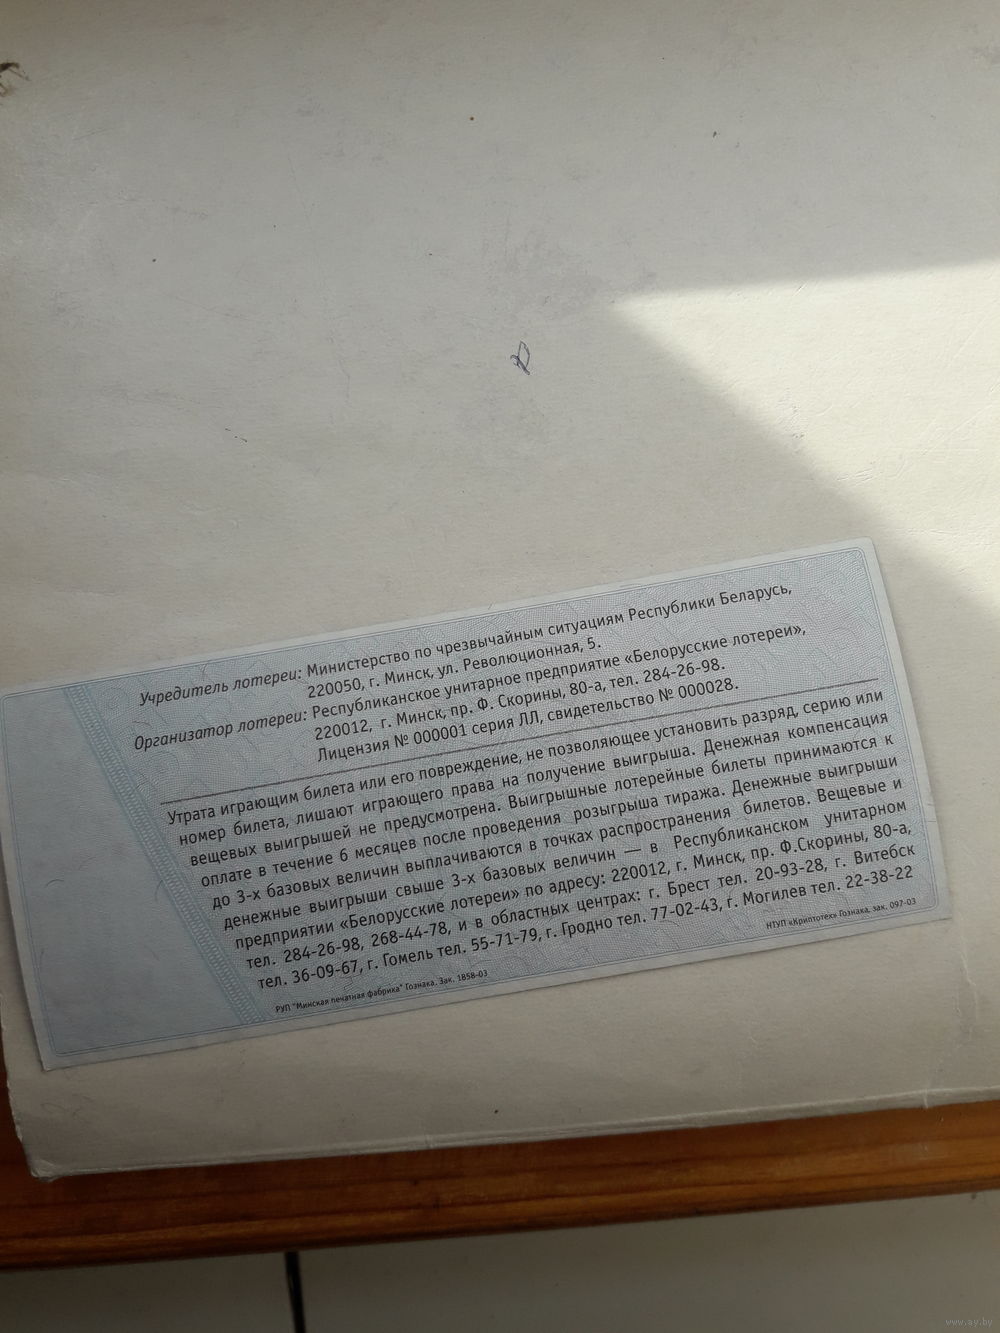 Учредитель лотереи: Министерство по чрезвычайным ситуациям Республики Беларусь,
220050, г. Минск, ул. Революционная, 5.
Организатор лотереи: Республиканское унитарное предприятие «Белорусские лотереи»,
220012, г. Минск, пр. Ф. Скорины, 80-а, тел. 284-26-98.
Лицензия № 000001 серия ЛЛ, свидетельство № 000028.
Утрата играющим билета или его повреждение, не позволяющее установить разряд, серию или
номер билета, лишают играющего права на получение выигрыша. Денежная компенсация
вещевых выигрышей не предусмотрена. Выигрышные лотерейные билеты принимаются к
оплате в течение 6 месяцев после проведения розыгрыша тиража. Денежные выигрыши
до 3-х базовых величин выплачиваются в точках распространения билетов. Вещевые и
денежные выигрыши свыше 3-х базовых величин — в Республиканском унитарном
предприятии «Белорусские лотереи» по адресу: 220012, г. Минск, пр. Ф.Скорины, 80-а,
тел. 284-26-98, 268-44-78, и в областных центрах: г. Брест тел. 20-93-28, г. Витебск
тел. 36-09-67, г. Гомель тел. 55-71-79, г. Гродно тел. 77-02-43, г. Могилев тел. 22-38-22
РУП "Минская печатная фабрика" Гознака. Зак. 1858-03
НТУП «Криптотех» Гознака, зак. 097-03
www.ay.by